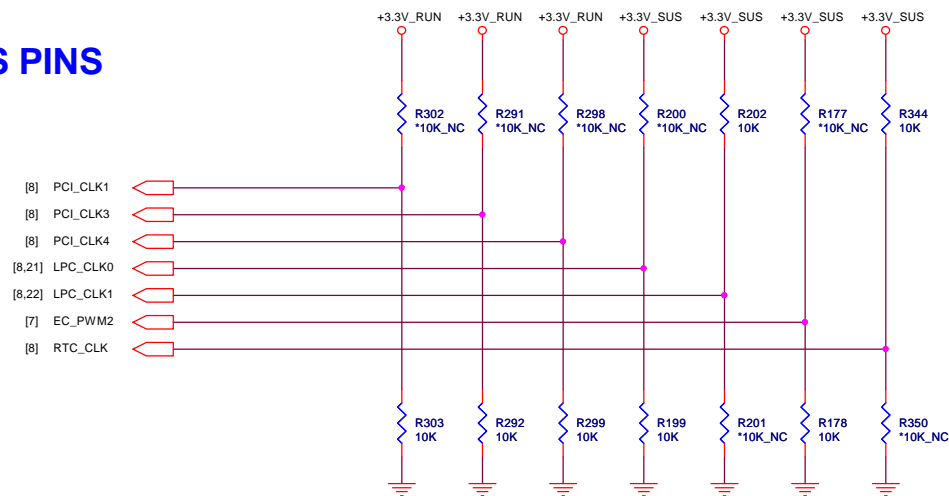 +3.3V_RUN +3.3V_RUN +3.3V_RUN +3.3V_SUS +3.3V_SUS +3.3V_SUS +3.3V_SUS
S PINS
R302 R291 R298 R200 R202 R177 R344
*10K_NC *10K_NC *10K_NC *10K_NC 10K *10K_NC 10K
[8] PCI_CLK1
[8] PCI_CLK3
[8] PCI_CLK4
[8,21] LPC_CLK0
[8,22] LPC_CLK1
[7] EC_PWM2
[8] RTC_CLK
R303 R292 R299 R199 R201 R178 R350
10K 10K 10K 10K *10K_NC 10K *10K_NC